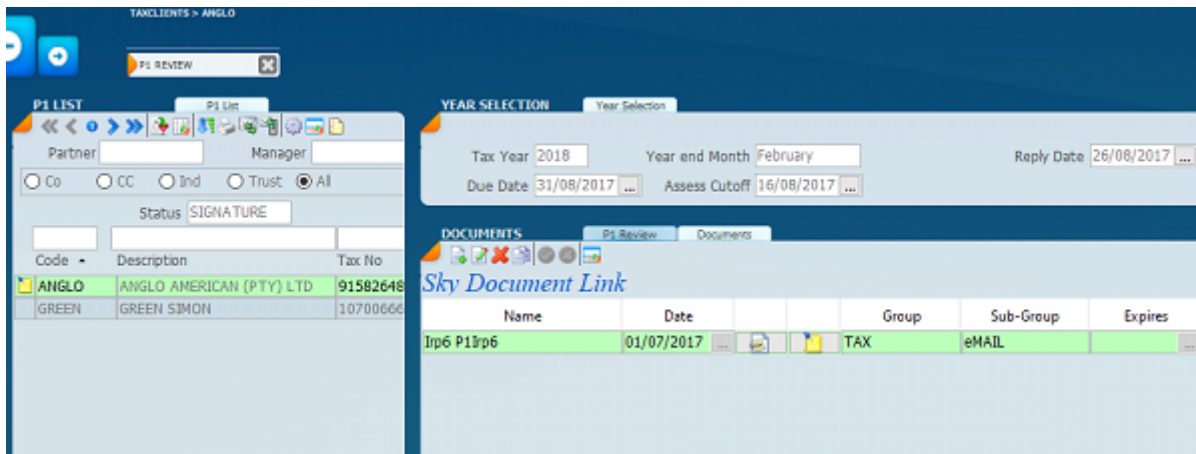 TAXCLIENTS > ANGLO
P1 REVIEW
P1 LIST P1 List
Partner Manager
Co CC Ind Trust All
Status SIGNATURE
Code Description Tax No
ANGLO ANGLO AMERICAN (PTY) LTD 91582648
GREEN GREEN SIMON 10700666
YEAR SELECTION Year Selection
Tax Year 2018 Year end Month February Reply Date 26/08/2017 ...
Due Date 31/08/2017 ... Assess Cutoff 16/08/2017 ...
DOCUMENTS P1 Review Documents
Sky Document Link
Name Date Group Sub-Group Expires
Irp6 P1Irp6 01/07/2017 ... TAX eMAIL ...